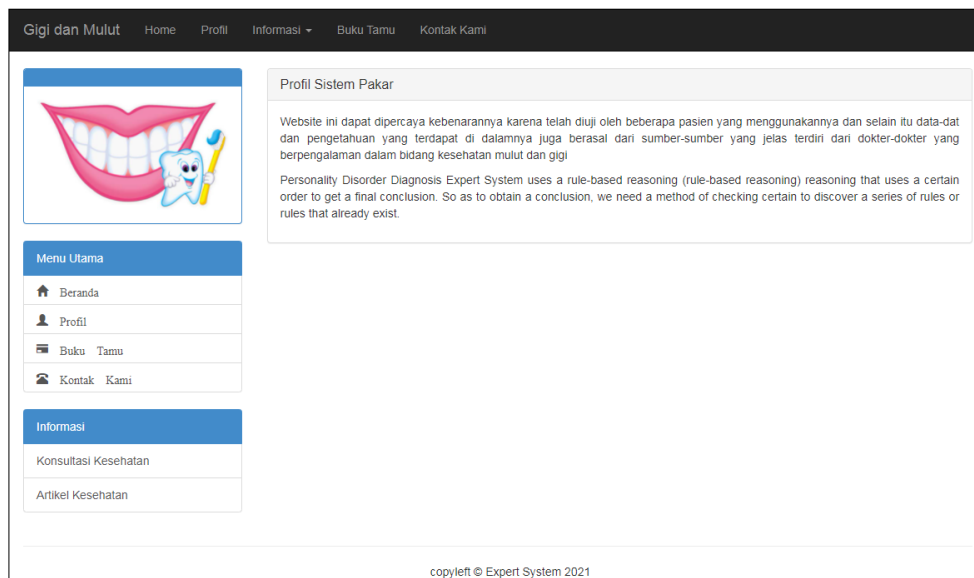 Gigi dan Mulut Home Profil Informasi Buku Tamu Kontak Kami
Profil Sistem Pakar
Website ini dapat dipercaya kebenarannya karena telah diuji oleh beberapa pasien yang menggunakannya dan selain itu data-dat
dan pengetahuan yang terdapat di dalamnya juga berasal dari sumber-sumber yang jelas terdiri dari dokter-dokter yang
berpengalaman dalam bidang kesehatan mulut dan gigi
Personality Disorder Diagnosis Expert System uses a rule-based reasoning (rule-based reasoning) reasoning that uses a certain
order to get a final conclusion. So as to obtain a conclusion, we need a method of checking certain to discover a series of rules or
rules that already exist.
Menu Utama
Beranda
Profil
Buku Tamu
Kontak Kami
Informasi
Konsultasi Kesehatan
Artikel Kesehatan
copyleft © Expert System 2021